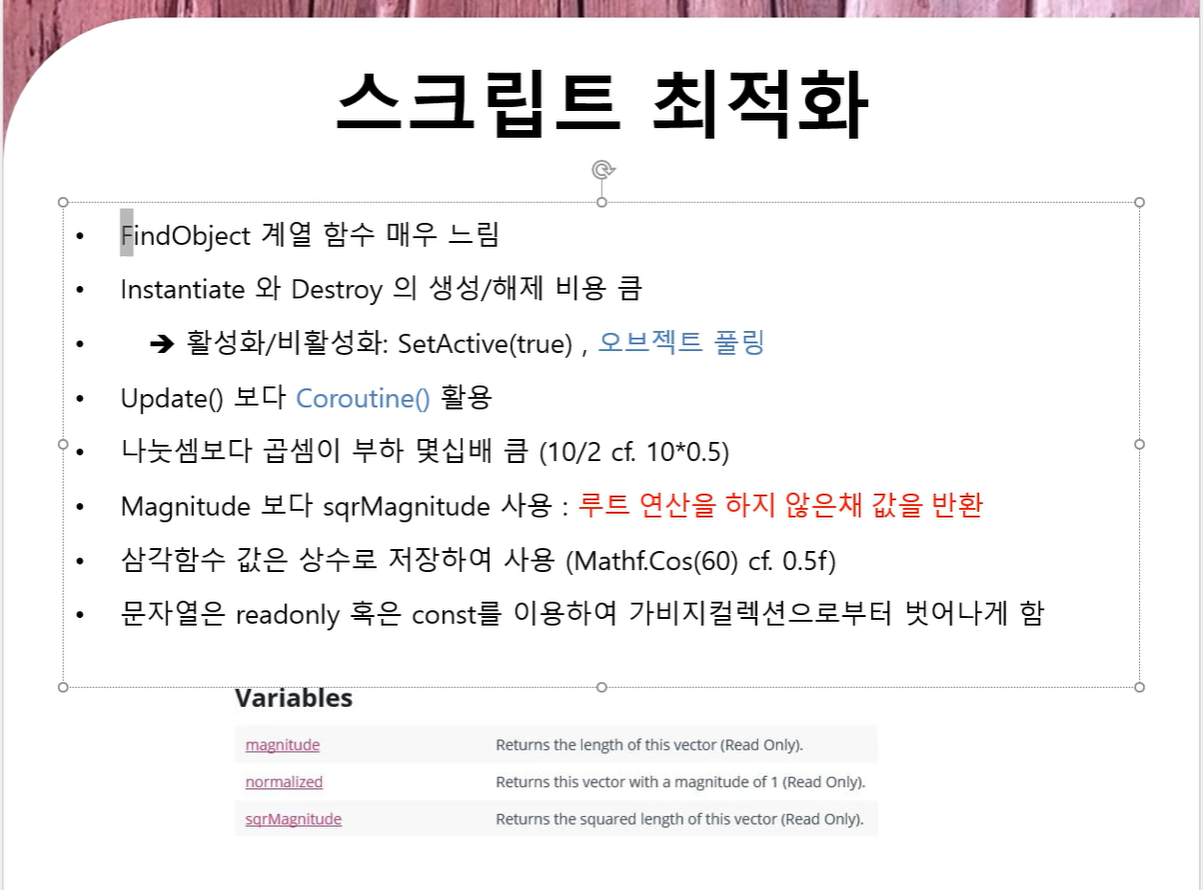 스크립트 최적화
• FindObject 계열 함수 매우 느림
• Instantiate 와 Destroy 의 생성/해제 비용 큼
• ➔ 활성화/비활성화: SetActive(true) , 오브젝트 풀링
• Update() 보다 Coroutine() 활용
• 나눗셈보다 곱셈이 부하 몇십배 큼 (10/2 cf. 10*0.5)
• Magnitude 보다 sqrMagnitude 사용 : 루트 연산을 하지 않은채 값을 반환
• 삼각함수 값은 상수로 저장하여 사용 (Mathf.Cos(60) cf. 0.5f)
• 문자열은 readonly 혹은 const를 이용하여 가비지컬렉션으로부터 벗어나게 함
Variables
magnitude Returns the length of this vector (Read Only).
normalized Returns this vector with a magnitude of 1 (Read Only).
sqrMagnitude Returns the squared length of this vector (Read Only).